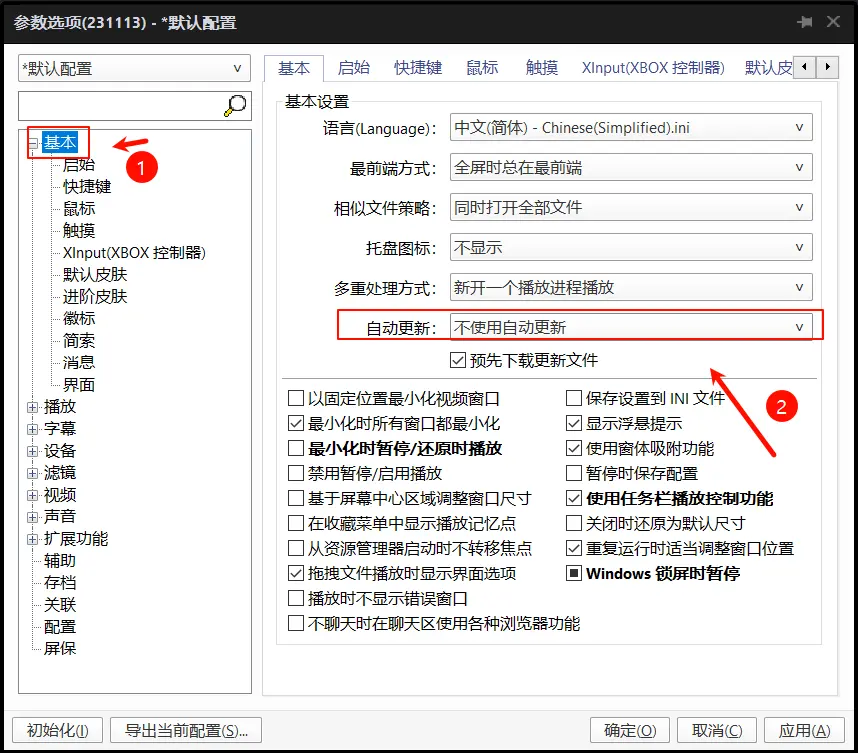 参数选项(231113) - *默认配置
*默认配置
基本
启始
快捷键
鼠标
触摸
XInput(XBOX 控制器)
默认皮肤
进阶皮肤
徽标
简索
消息
界面
播放
字幕
设备
滤镜
视频
声音
扩展功能
辅助
存档
关联
配置
屏保
1
基本 启始 快捷键 鼠标 触摸 XInput(XBOX 控制器) 默认皮
基本设置
语言(Language)： 中文(简体) - Chinese(Simplified).ini
最前端方式： 全屏时总在最前端
相似文件策略： 同时打开全部文件
托盘图标： 不显示
多重处理方式： 新开一个播放进程播放
自动更新： 不使用自动更新
预先下载更新文件
2
以固定位置最小化视频窗口
最小化时所有窗口都最小化
最小化时暂停/还原时播放
禁用暂停/启用播放
基于屏幕中心区域调整窗口尺寸
在收藏菜单中显示播放记忆点
从资源管理器启动时不转移焦点
拖拽文件播放时显示界面选项
播放时不显示错误窗口
不聊天时在聊天区使用各种浏览器功能
保存设置到 INI 文件
显示浮悬提示
使用窗体吸附功能
暂停时保存配置
使用任务栏播放控制功能
关闭时还原为默认尺寸
重复运行时适当调整窗口位置
Windows 锁屏时暂停
初始化(I) 导出当前配置(S)... 确定(O) 取消(C) 应用(A)